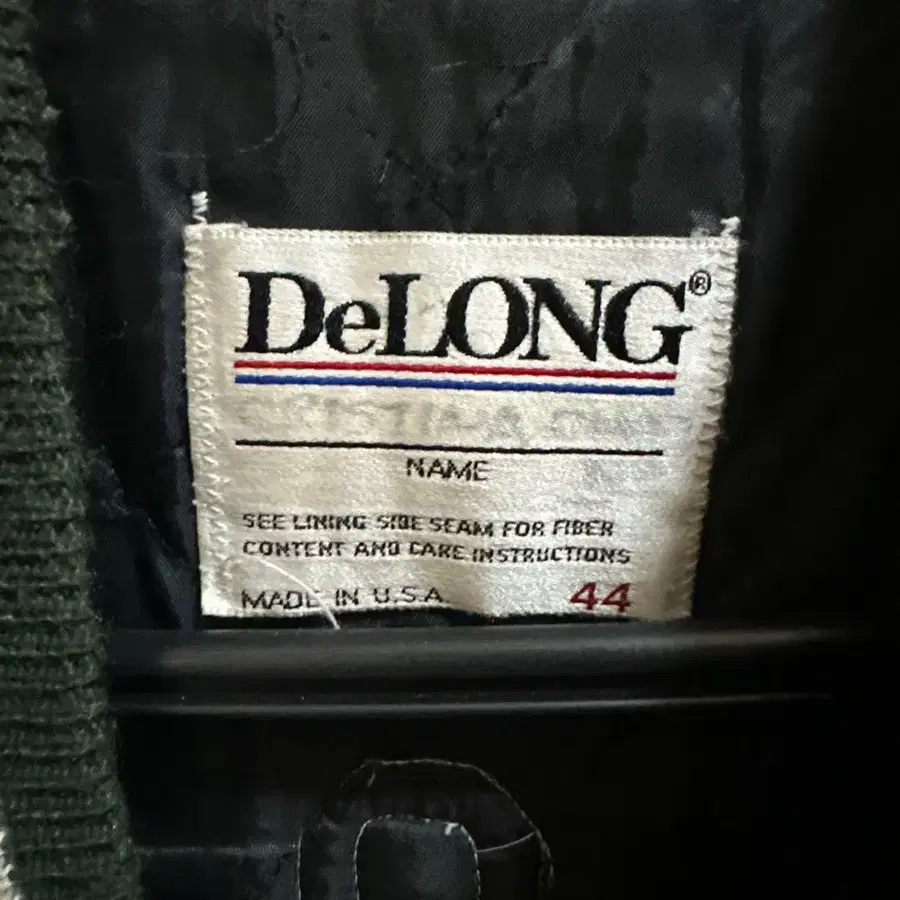 DeLONG®
NAME
SEE LINING SIDE SEAM FOR FIBER
CONTENT AND CARE INSTRUCTIONS
MADE IN U.S.A. 44